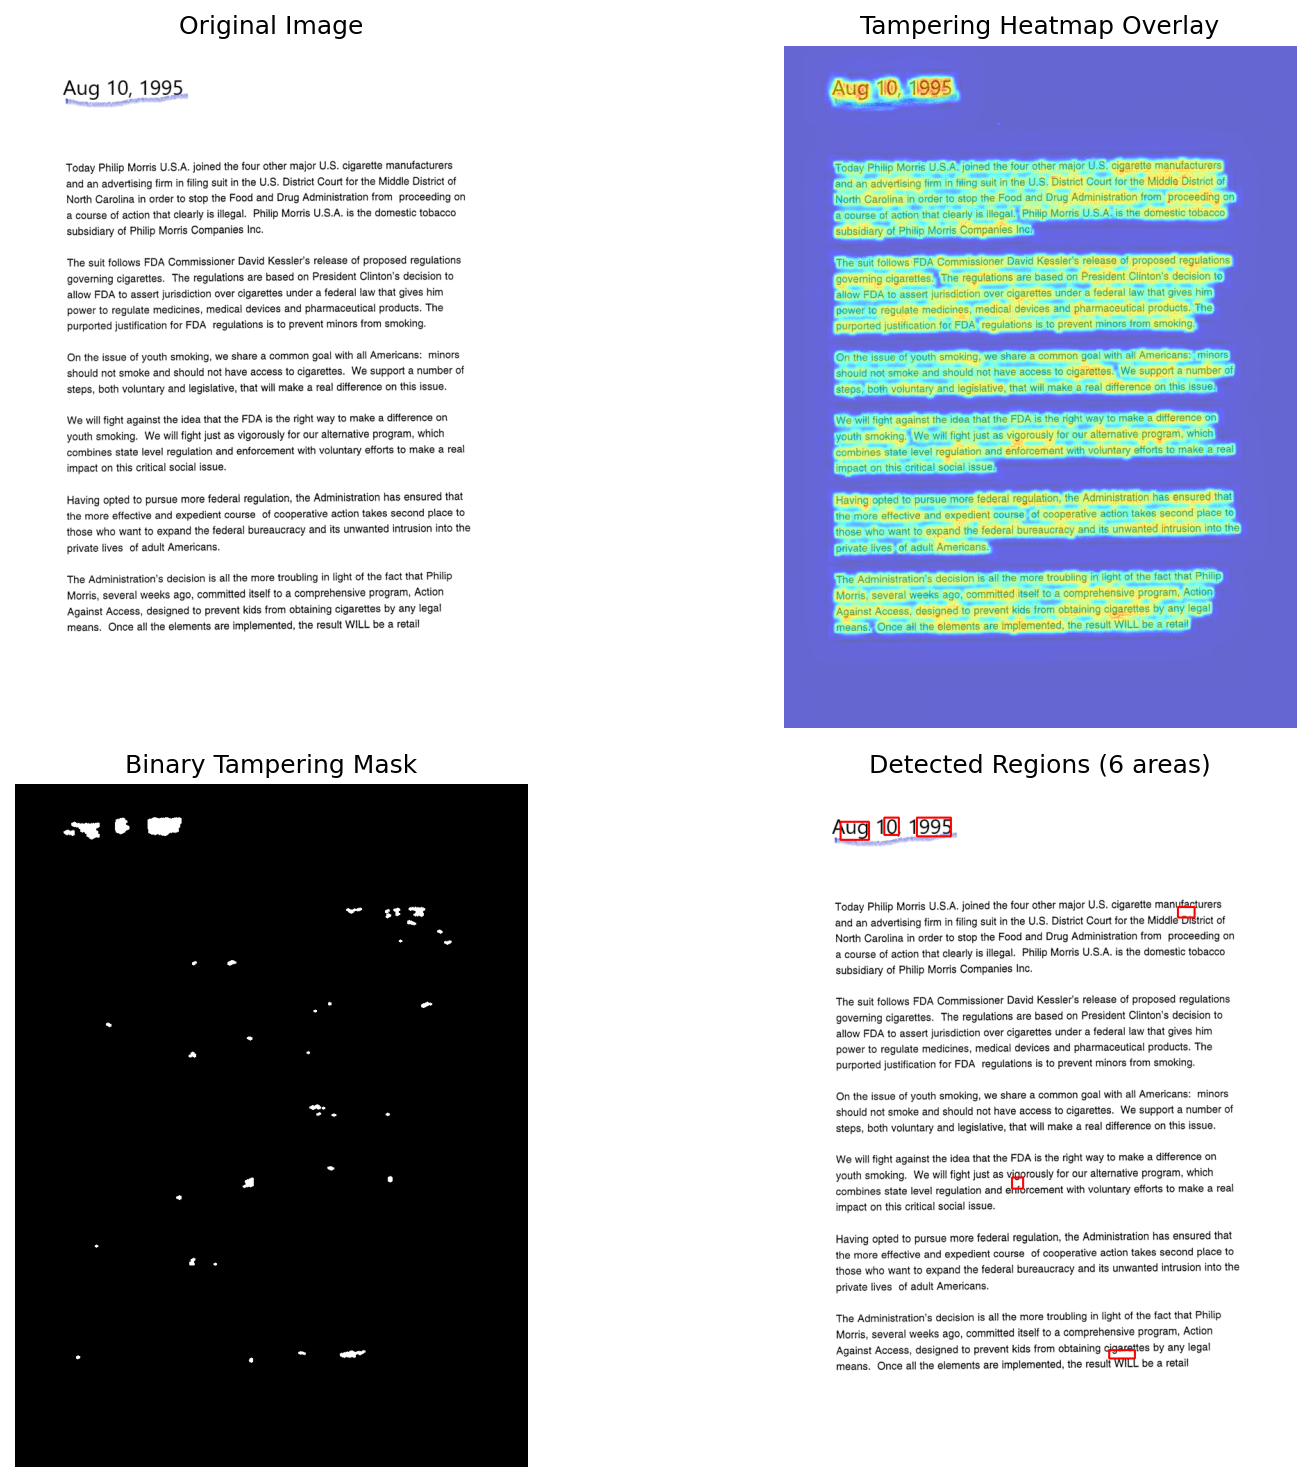 Original Image
Tampering Heatmap Overlay
Aug 10, 1995
Today Philip Morris U.S.A. joined the four other major U.S. cigarette manufacturers
and an advertising firm in filing suit in the U.S. District Court for the Middle District of
North Carolina in order to stop the Food and Drug Administration from proceeding on
a course of action that clearly is illegal. Philip Morris U.S.A. is the domestic tobacco
subsidiary of Philip Morris Companies Inc.
The suit follows FDA Commissioner David Kessler's release of proposed regulations
governing cigarettes. The regulations are based on President Clinton's decision to
allow FDA to assert jurisdiction over cigarettes under a federal law that gives him
power to regulate medicines, medical devices and pharmaceutical products. The
purported justification for FDA regulations is to prevent minors from smoking.
On the issue of youth smoking, we share a common goal with all Americans: minors
should not smoke and should not have access to cigarettes. We support a number of
steps, both voluntary and legislative, that will make a real difference on this issue.
We will fight against the idea that the FDA is the right way to make a difference on
youth smoking. We will fight just as vigorously for our alternative program, which
combines state level regulation and enforcement with voluntary efforts to make a real
impact on this critical social issue.
Having opted to pursue more federal regulation, the Administration has ensured that
the more effective and expedient course of cooperative action takes second place to
those who want to expand the federal bureaucracy and its unwanted intrusion into the
private lives of adult Americans.
The Administration's decision is all the more troubling in light of the fact that Philip
Morris, several weeks ago, committed itself to a comprehensive program, Action
Against Access, designed to prevent kids from obtaining cigarettes by any legal
means. Once all the elements are implemented, the result WILL be a retail
Aug 10, 1995
Today Philip Morris U.S.A. joined the four other major U.S. cigarette manufacturers
and an advertising firm in filing suit in the U.S. District Court for the Middle District of
North Carolina in order to stop the Food and Drug Administration from proceeding on
a course of action that clearly is illegal. Philip Morris U.S.A. is the domestic tobacco
subsidiary of Philip Morris Companies Inc.
The suit follows FDA Commissioner David Kessler's release of proposed regulations
governing cigarettes. The regulations are based on President Clinton's decision to
allow FDA to assert jurisdiction over cigarettes under a federal law that gives him
power to regulate medicines, medical devices and pharmaceutical products. The
purported justification for FDA regulations is to prevent minors from smoking.
On the issue of youth smoking, we share a common goal with all Americans: minors
should not smoke and should not have access to cigarettes. We support a number of
steps, both voluntary and legislative, that will make a real difference on this issue.
We will fight against the idea that the FDA is the right way to make a difference on
youth smoking. We will fight just as vigorously for our alternative program, which
combines state level regulation and enforcement with voluntary efforts to make a real
impact on this critical social issue.
Having opted to pursue more federal regulation, the Administration has ensured that
the more effective and expedient course of cooperative action takes second place to
those who want to expand the federal bureaucracy and its unwanted intrusion into the
private lives of adult Americans.
The Administration's decision is all the more troubling in light of the fact that Philip
Morris, several weeks ago, committed itself to a comprehensive program, Action
Against Access, designed to prevent kids from obtaining cigarettes by any legal
means. Once all the elements are implemented, the result WILL be a retail
Binary Tampering Mask
Detected Regions (6 areas)
Aug 10, 1995
Today Philip Morris U.S.A. joined the four other major U.S. cigarette manufacturers
and an advertising firm in filing suit in the U.S. District Court for the Middle District of
North Carolina in order to stop the Food and Drug Administration from proceeding on
a course of action that clearly is illegal. Philip Morris U.S.A. is the domestic tobacco
subsidiary of Philip Morris Companies Inc.
The suit follows FDA Commissioner David Kessler's release of proposed regulations
governing cigarettes. The regulations are based on President Clinton's decision to
allow FDA to assert jurisdiction over cigarettes under a federal law that gives him
power to regulate medicines, medical devices and pharmaceutical products. The
purported justification for FDA regulations is to prevent minors from smoking.
On the issue of youth smoking, we share a common goal with all Americans: minors
should not smoke and should not have access to cigarettes. We support a number of
steps, both voluntary and legislative, that will make a real difference on this issue.
We will fight against the idea that the FDA is the right way to make a difference on
youth smoking. We will fight just as vigorously for our alternative program, which
combines state level regulation and enforcement with voluntary efforts to make a real
impact on this critical social issue.
Having opted to pursue more federal regulation, the Administration has ensured that
the more effective and expedient course of cooperative action takes second place to
those who want to expand the federal bureaucracy and its unwanted intrusion into the
private lives of adult Americans.
The Administration's decision is all the more troubling in light of the fact that Philip
Morris, several weeks ago, committed itself to a comprehensive program, Action
Against Access, designed to prevent kids from obtaining cigarettes by any legal
means. Once all the elements are implemented, the result WILL be a retail